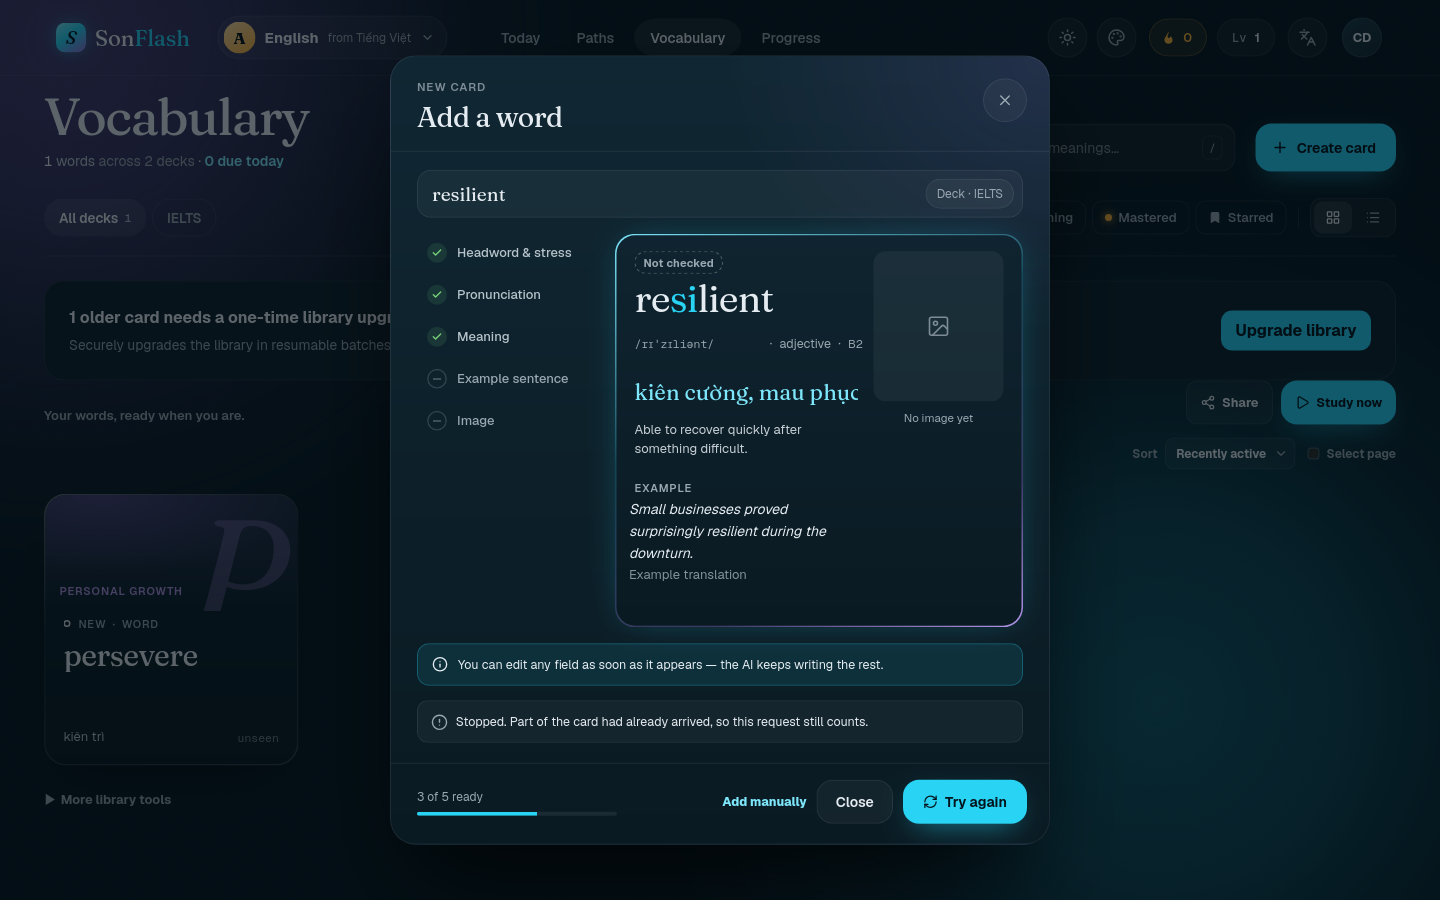 S SonFlash
A English from Tiếng Việt
Today Paths Vocabulary Progress
0
Lv 1
CD
Vocabulary
1 words across 2 decks · 0 due today
meanings...
/
Create card
All decks 1
IELTS
Mastered
Starred
1 older card needs a one-time library
Securely upgrades the library in resumable batches
Upgrade library
Your words, ready when you are.
Share
Study now
Sort Recently active
Select page
p
PERSONAL GROWTH
NEW · WORD
persevere
kiên trì
unseen
More library tools
NEW CARD
Add a word
resilient
Deck · IELTS
Headword & stress
Pronunciation
Meaning
Example sentence
Image
Not checked
resilient
/rɪˈzɪliənt/ · adjective · B2
kiên cường, mau phục
Able to recover quickly after
something difficult.
EXAMPLE
Small businesses proved
surprisingly resilient during the
downturn.
Example translation
No image yet
You can edit any field as soon as it appears — the AI keeps writing the rest.
Stopped. Part of the card had already arrived, so this request still counts.
3 of 5 ready
Add manually
Close
Try again